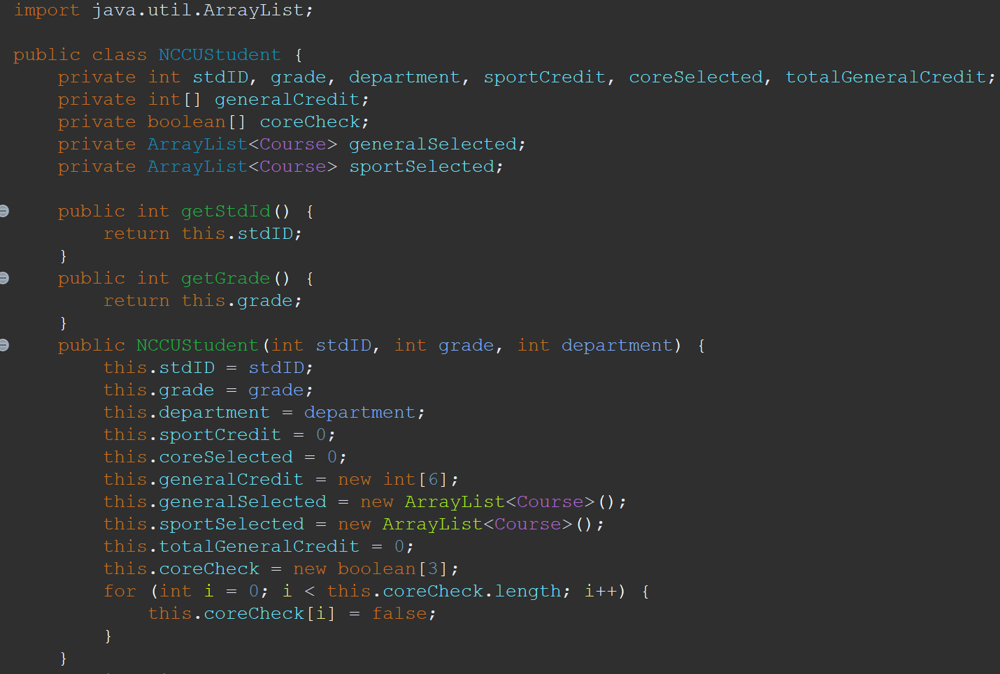 import java.util.ArrayList;
public class NCCUStudent {
    private int stdID, grade, department, sportCredit, coreSelected, totalGeneralCredit;
    private int[] generalCredit;
    private boolean[] coreCheck;
    private ArrayList<Course> generalSelected;
    private ArrayList<Course> sportSelected;
    public int getStdId() {
        return this.stdID;
    }
    public int getGrade() {
        return this.grade;
    }
    public NCCUStudent(int stdID, int grade, int department) {
        this.stdID = stdID;
        this.grade = grade;
        this.department = department;
        this.sportCredit = 0;
        this.coreSelected = 0;
        this.generalCredit = new int[6];
        this.generalSelected = new ArrayList<Course>();
        this.sportSelected = new ArrayList<Course>();
        this.totalGeneralCredit = 0;
        this.coreCheck = new boolean[3];
        for (int i = 0; i < this.coreCheck.length; i++) {
            this.coreCheck[i] = false;
        }
    }